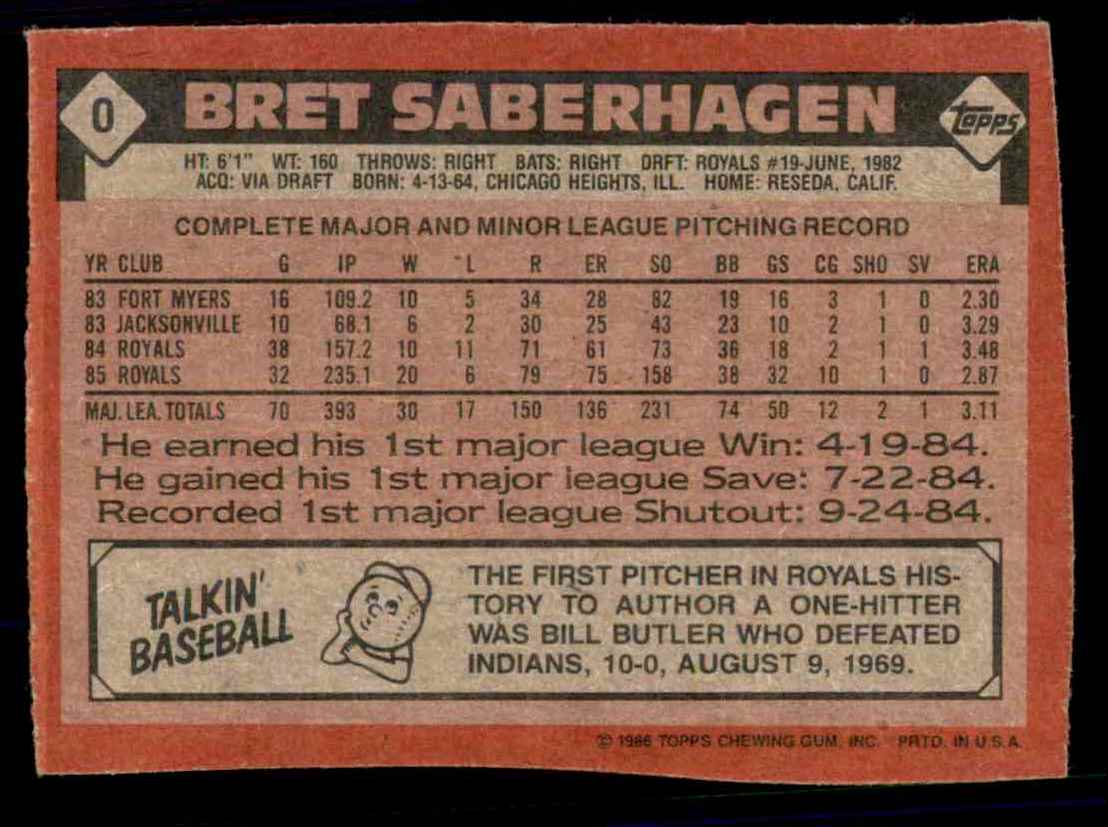 0 BRET SABERHAGEN Topps
HT: 6'1" WT: 160 THROWS: RIGHT BATS: RIGHT DRFT: ROYALS #19-JUNE, 1982
ACQ: VIA DRAFT BORN: 4-13-64, CHICAGO HEIGHTS, ILL. HOME: RESEDA, CALIF.
COMPLETE MAJOR AND MINOR LEAGUE PITCHING RECORD
YR CLUB G IP W L R ER SO BB GS CG SHO SV ERA
83 FORT MYERS 16 109.2 10 5 34 28 82 19 16 3 1 0 2.30
83 JACKSONVILLE 10 68.1 6 2 30 25 43 23 10 2 1 0 3.29
84 ROYALS 38 157.2 10 11 71 61 73 36 18 2 1 1 3.48
85 ROYALS 32 235.1 20 6 79 75 158 38 32 10 1 0 2.87
MAJ. LEA. TOTALS 70 393 30 17 150 136 231 74 50 12 2 1 3.11
He earned his 1st major league Win: 4-19-84.
He gained his 1st major league Save: 7-22-84.
Recorded 1st major league Shutout: 9-24-84.
TALKIN'
BASEBALL
THE FIRST PITCHER IN ROYALS HIS-
TORY TO AUTHOR A ONE-HITTER
WAS BILL BUTLER WHO DEFEATED
INDIANS, 10-0, AUGUST 9, 1969.
© 1986 TOPPS CHEWING GUM, INC. PRTD. IN U.S.A.